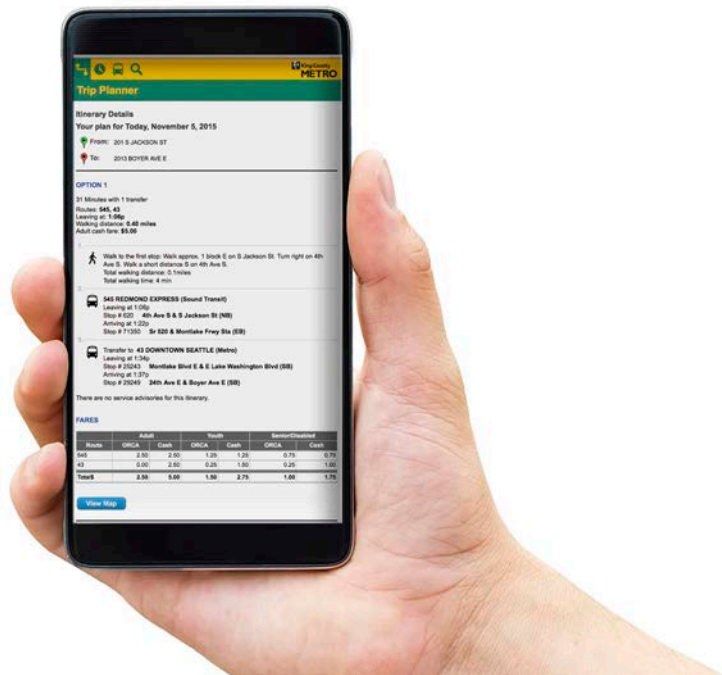 King County
METRO
Trip Planner
Itinerary Details
Your plan for Today, November 5, 2015
From: 201 S JACKSON ST
To: 2013 BOYER AVE E
OPTION 1
31 Minutes with 1 transfer
Routes: 545, 43
Leaving at: 1:06p
Walking distance: 0.40 miles
Adult cash fare: $5.00
1
Walk to the first stop: Walk approx. 1 block E on S Jackson St. Turn right on 4th
Ave S. Walk a short distance S on 4th Ave S.
Total walking distance: 0.1miles
Total walking time: 4 min
2
545 REDMOND EXPRESS (Sound Transit)
Leaving at 1:06p
Stop # 620 4th Ave S & S Jackson St (NB)
Arriving at 1:22p
Stop # 71350 Sr 520 & Montlake Frwy Sta (EB)
3
Transfer to 43 DOWNTOWN SEATTLE (Metro)
Leaving at 1:34p
Stop # 25243 Montlake Blvd E & E Lake Washington Blvd (SB)
Arriving at 1:37p
Stop # 25249 24th Ave E & Boyer Ave E (SB)
There are no service advisories for this itinerary.
FARES
Adult Youth Senior/Disabled
Route ORCA Cash ORCA Cash ORCA Cash
545 2.50 2.50 1.25 1.25 0.75 0.75
43 0.00 2.50 0.25 1.50 0.25 1.00
Total$ 2.50 5.00 1.50 2.75 1.00 1.75
View Map